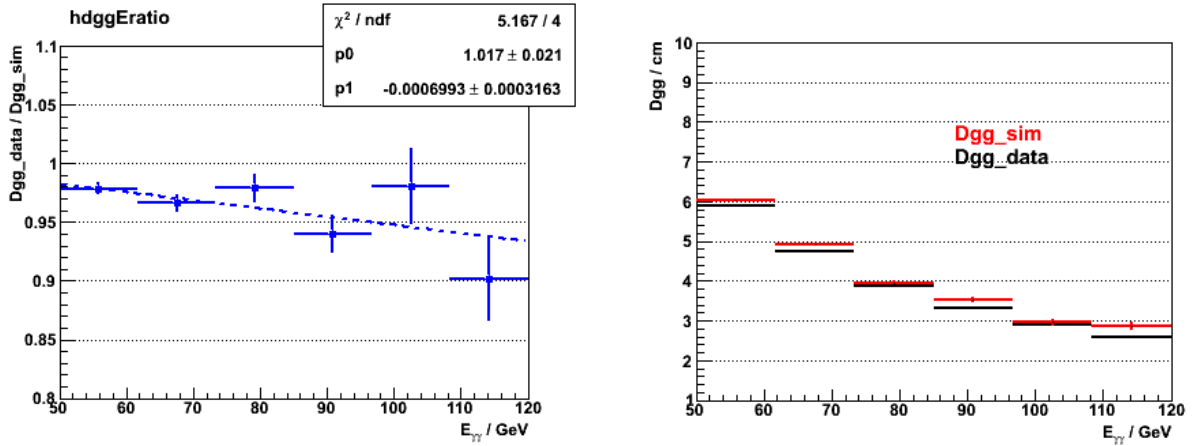 hdggEratio
χ² / ndf 5.167 / 4
p0 1.017 ± 0.021
p1 -0.0006993 ± 0.0003163
Dgg_data / Dgg_sim
1.1
1.05
1
0.95
0.9
0.85
0.8
50 60 70 80 90 100 110 120
E_γγ / GeV
Dgg / cm
10
9
8
7
6
5
4
3
2
1
Dgg_sim
Dgg_data
50 60 70 80 90 100 110 120
E_γγ / GeV